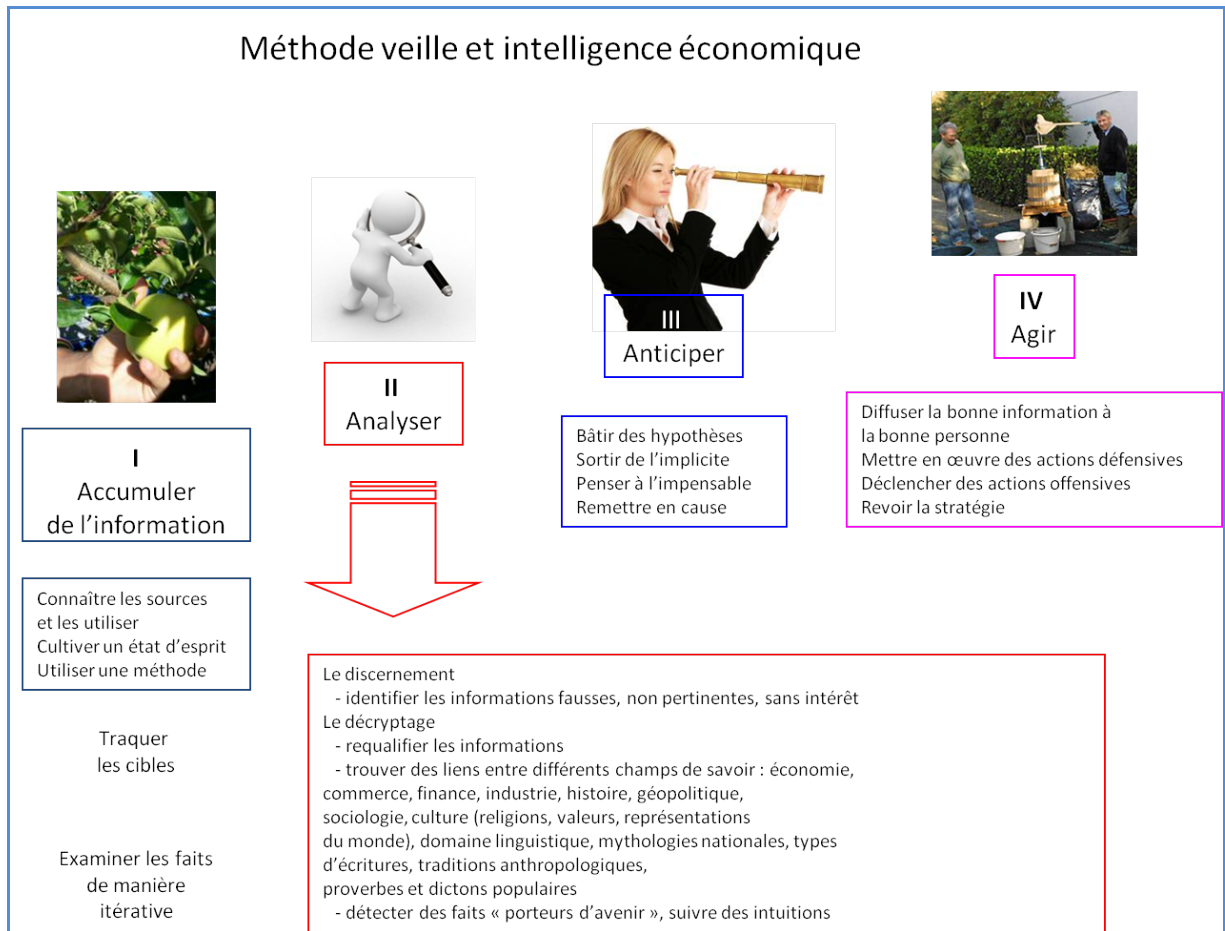 Méthode veille et intelligence économique
I
Accumuler
de l’information
Connaître les sources
et les utiliser
Cultiver un état d’esprit
Utiliser une méthode
Traquer
les cibles
Examiner les faits
de manière
itérative
II
Analyser
Le discernement
- identifier les informations fausses, non pertinentes, sans intérêt
Le décryptage
- requalifier les informations
- trouver des liens entre différents champs de savoir : économie,
commerce, finance, industrie, histoire, géopolitique,
sociologie, culture (religions, valeurs, représentations
du monde), domaine linguistique, mythologies nationales, types
d’écritures, traditions anthropologiques,
proverbes et dictons populaires
- détecter des faits « porteurs d’avenir », suivre des intuitions
III
Anticiper
Bâtir des hypothèses
Sortir de l’implicite
Penser à l’impensable
Remettre en cause
IV
Agir
Diffuser la bonne information à
la bonne personne
Mettre en œuvre des actions défensives
Déclencher des actions offensives
Revoir la stratégie